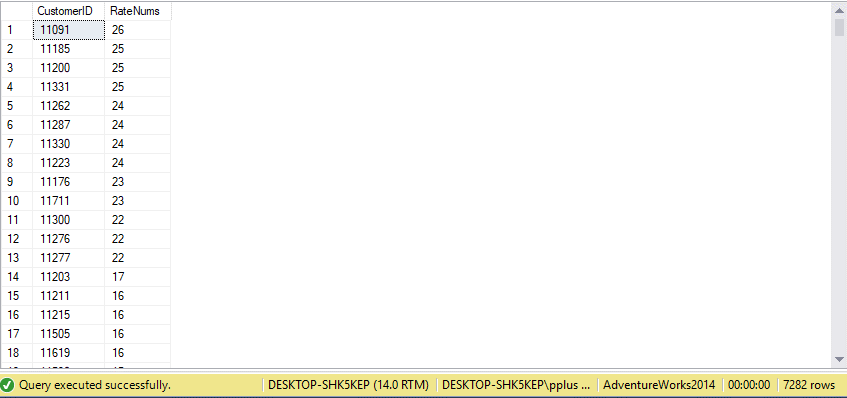 CustomerID RateNums
1 11091 26
2 11185 25
3 11200 25
4 11331 25
5 11262 24
6 11287 24
7 11330 24
8 11223 24
9 11176 23
10 11711 23
11 11300 22
12 11276 22
13 11277 22
14 11203 17
15 11211 16
16 11215 16
17 11505 16
18 11619 16
Query executed successfully. DESKTOP-SHK5KEP (14.0 RTM) DESKTOP-SHK5KEP\pplus ... AdventureWorks2014 00:00:00 7282 rows